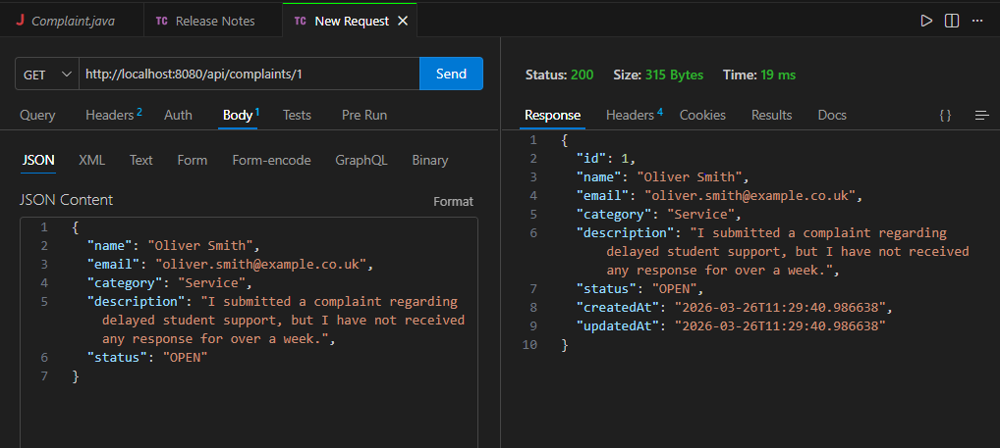 J Complaint.java TC Release Notes TC New Request
GET http://localhost:8080/api/complaints/1 Send
Query Headers 2 Auth Body 1 Tests Pre Run
JSON XML Text Form Form-encode GraphQL Binary
JSON Content Format
1 {
2 "name": "Oliver Smith",
3 "email": "oliver.smith@example.co.uk",
4 "category": "Service",
5 "description": "I submitted a complaint regarding
delayed student support, but I have not received
any response for over a week.",
6 "status": "OPEN"
7 }
Status: 200 Size: 315 Bytes Time: 19 ms
Response Headers 4 Cookies Results Docs { }
1 {
2 "id": 1,
3 "name": "Oliver Smith",
4 "email": "oliver.smith@example.co.uk",
5 "category": "Service",
6 "description": "I submitted a complaint regarding
delayed student support, but I have not received
any response for over a week.",
7 "status": "OPEN",
8 "createdAt": "2026-03-26T11:29:40.986638",
9 "updatedAt": "2026-03-26T11:29:40.986638"
10 }